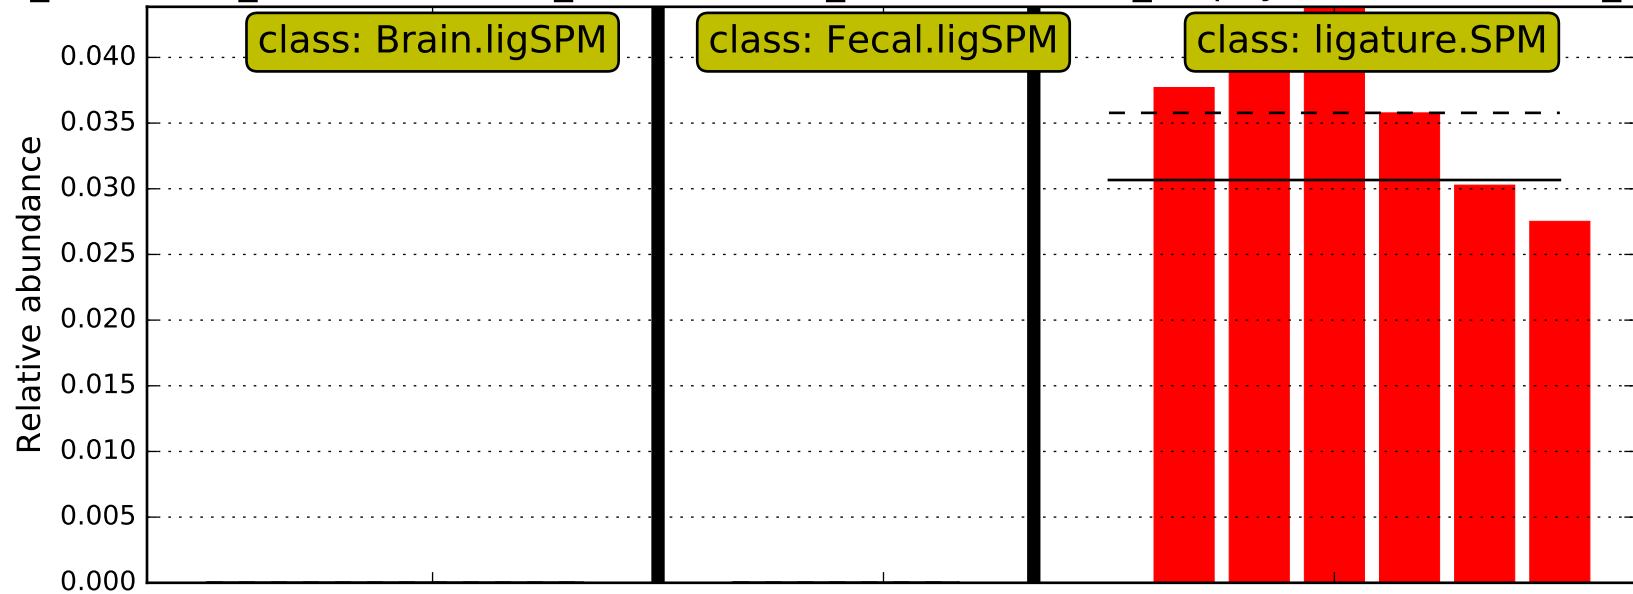 class: Brain.ligSPM
class: Fecal.ligSPM
class: ligature.SPM
Relative abundance
0.040
0.035
0.030
0.025
0.020
0.015
0.010
0.005
0.000